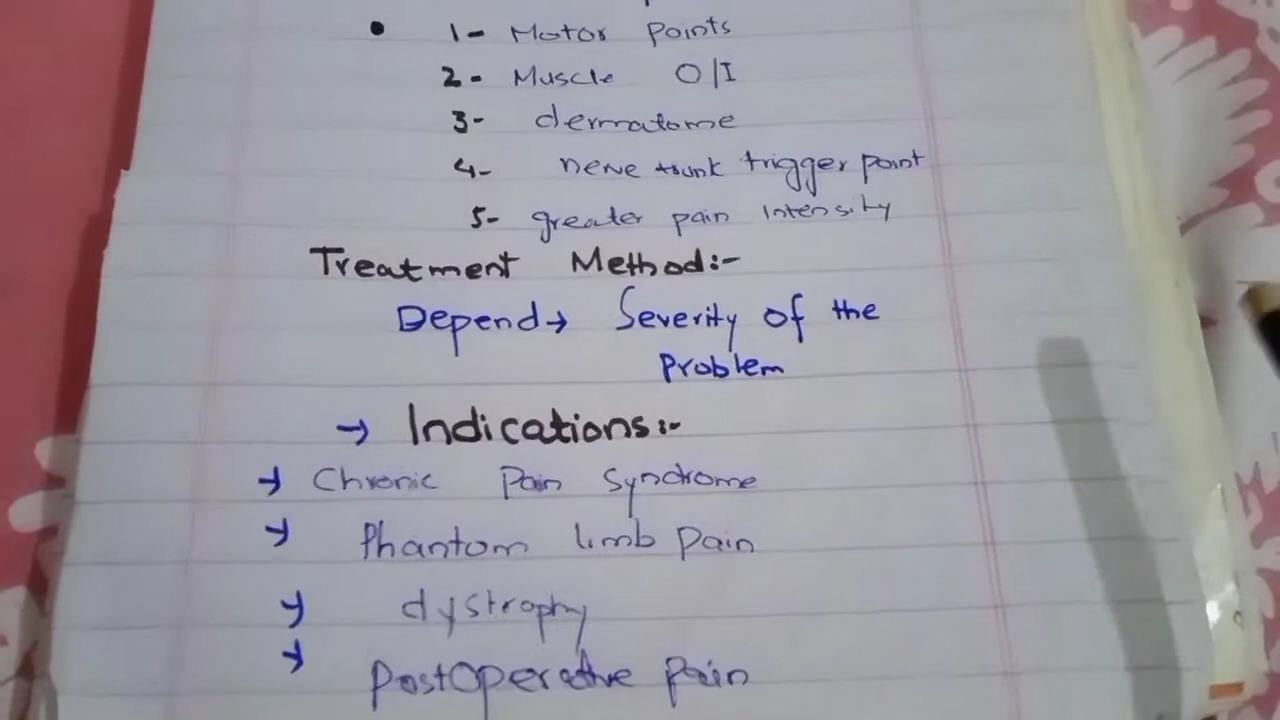 • 1- Motor points
2- Muscle O/I
3- dermatome
4- nerve trunk trigger point
5- greater pain Intensity
Treatment Method:-
Depend→ Severity of the
Problem
→ Indications:-
→ Chronic Pain Syndrome
→ Phantom limb pain
→ dystrophy
→ PostOperative Pain